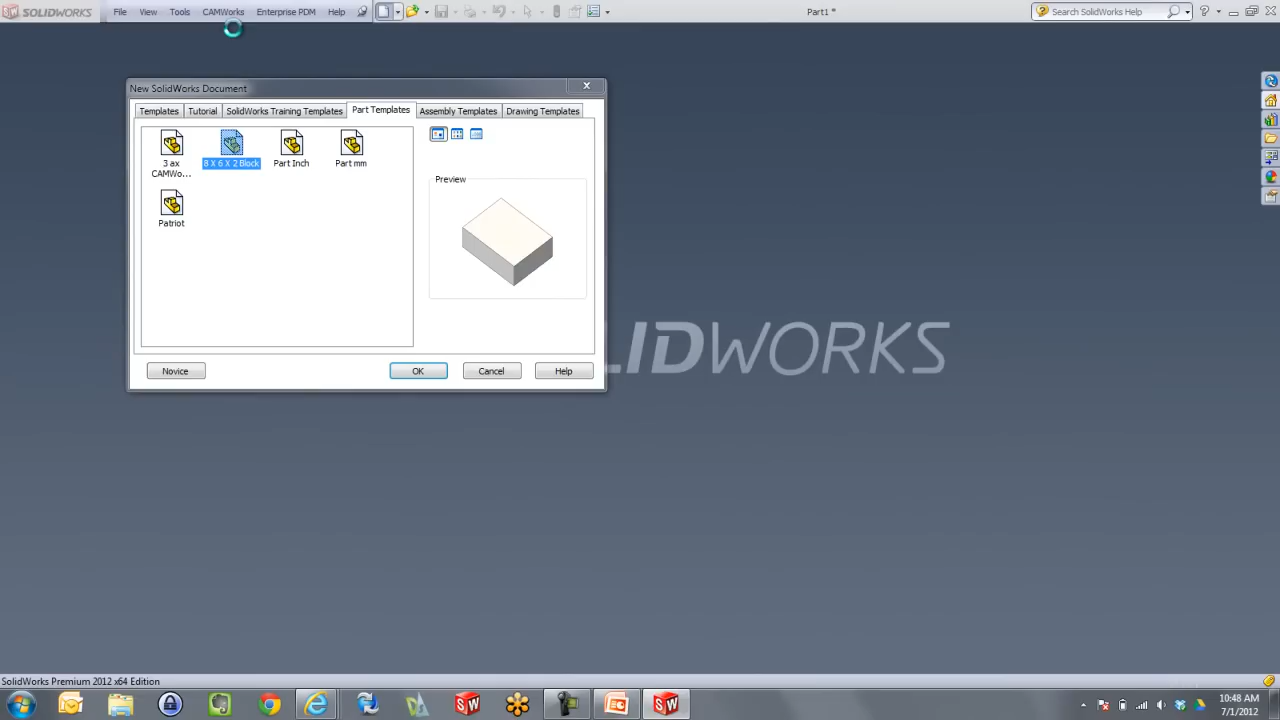 SOLIDWORKS File View Tools CAMWorks Enterprise PDM Help Part1 * Search SolidWorks Help
New SolidWorks Document
Templates Tutorial SolidWorks Training Templates Part Templates Assembly Templates Drawing Templates
3 ax CAMWo...
8 X 6 X 2 Block
Part Inch
Part mm
Patriot
Preview
Novice OK Cancel Help
LIDWORKS
SolidWorks Premium 2012 x64 Edition
10:48 AM
7/1/2012